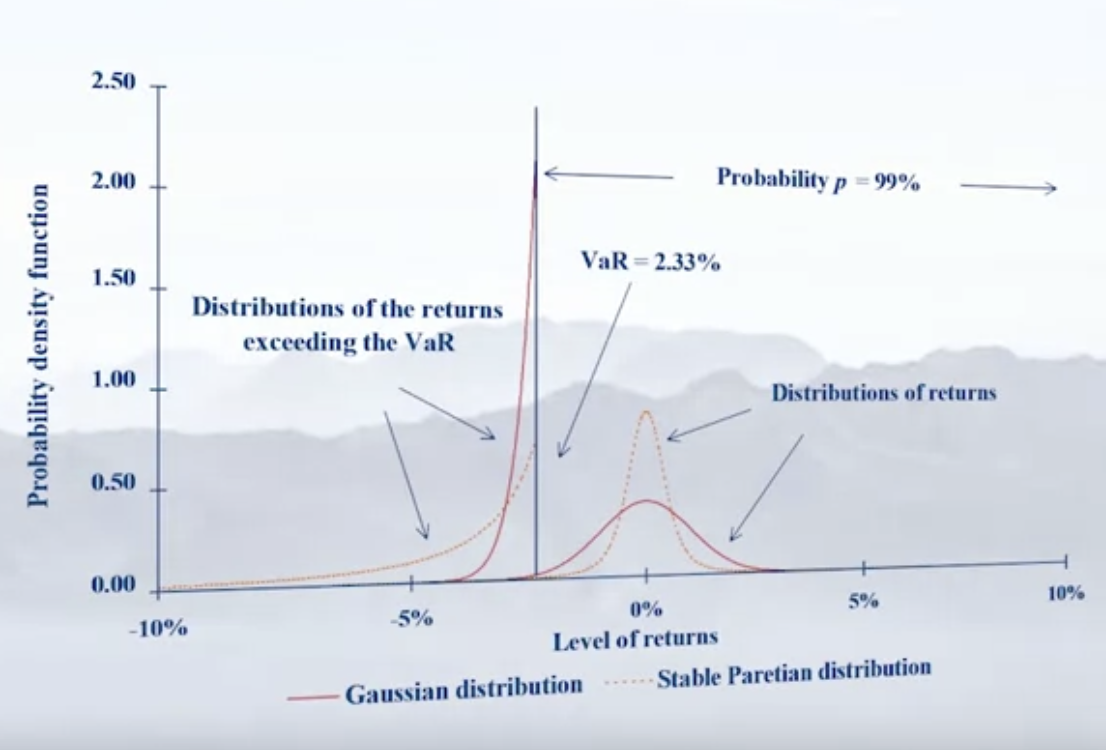 2.50
2.00
1.50
1.00
0.50
0.00
Probability density function
Probability p = 99%
VaR = 2.33%
Distributions of the returns
exceeding the VaR
Distributions of returns
-10%
-5%
0%
5%
10%
Level of returns
Gaussian distribution
Stable Paretian distribution